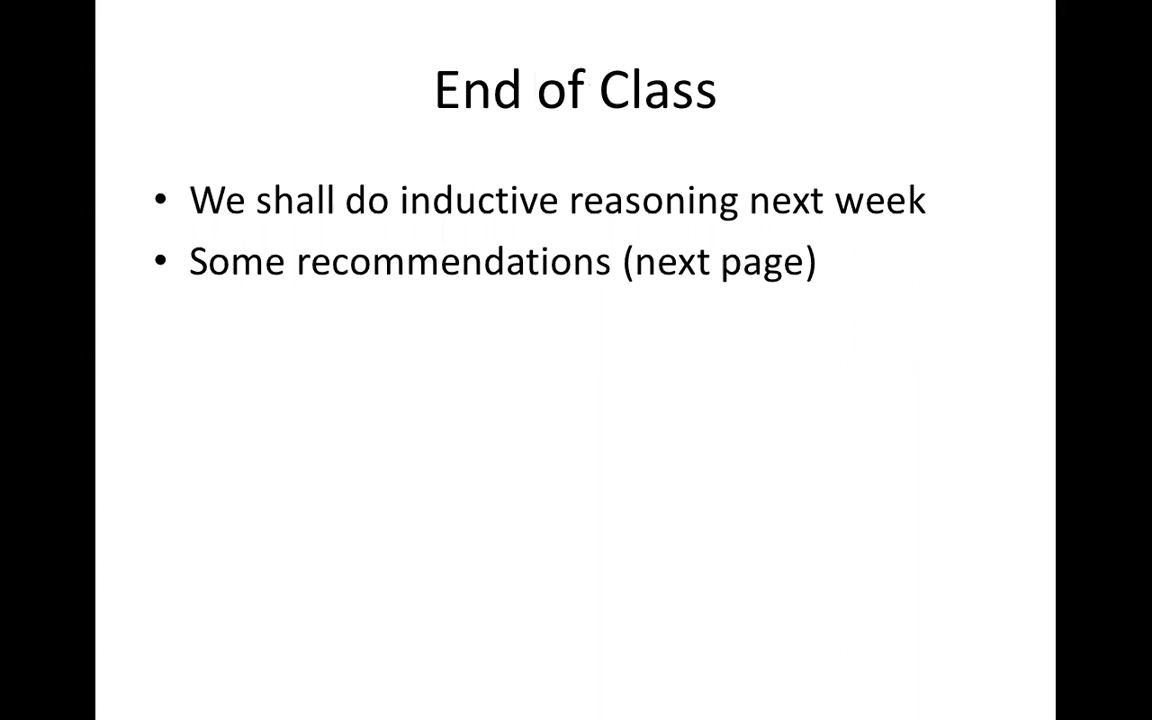 End of Class
• We shall do inductive reasoning next week
• Some recommendations (next page)